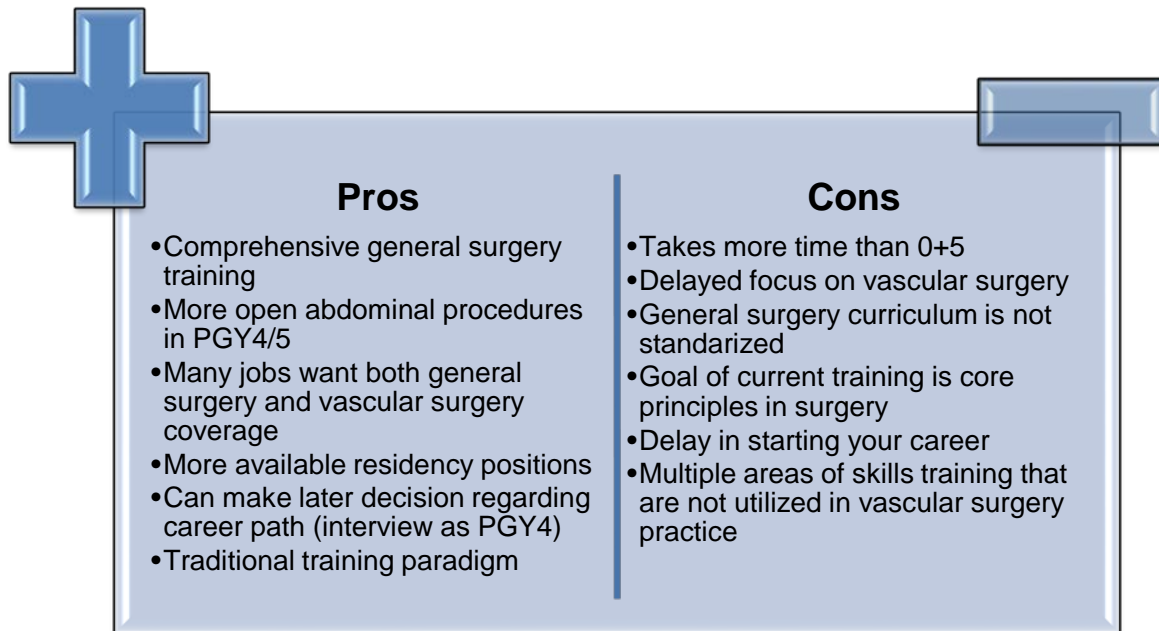 Pros
•Comprehensive general surgery
training
•More open abdominal procedures
in PGY4/5
•Many jobs want both general
surgery and vascular surgery
coverage
•More available residency positions
•Can make later decision regarding
career path (interview as PGY4)
•Traditional training paradigm
Cons
•Takes more time than 0+5
•Delayed focus on vascular surgery
•General surgery curriculum is not
standarized
•Goal of current training is core
principles in surgery
•Delay in starting your career
•Multiple areas of skills training that
are not utilized in vascular surgery
practice